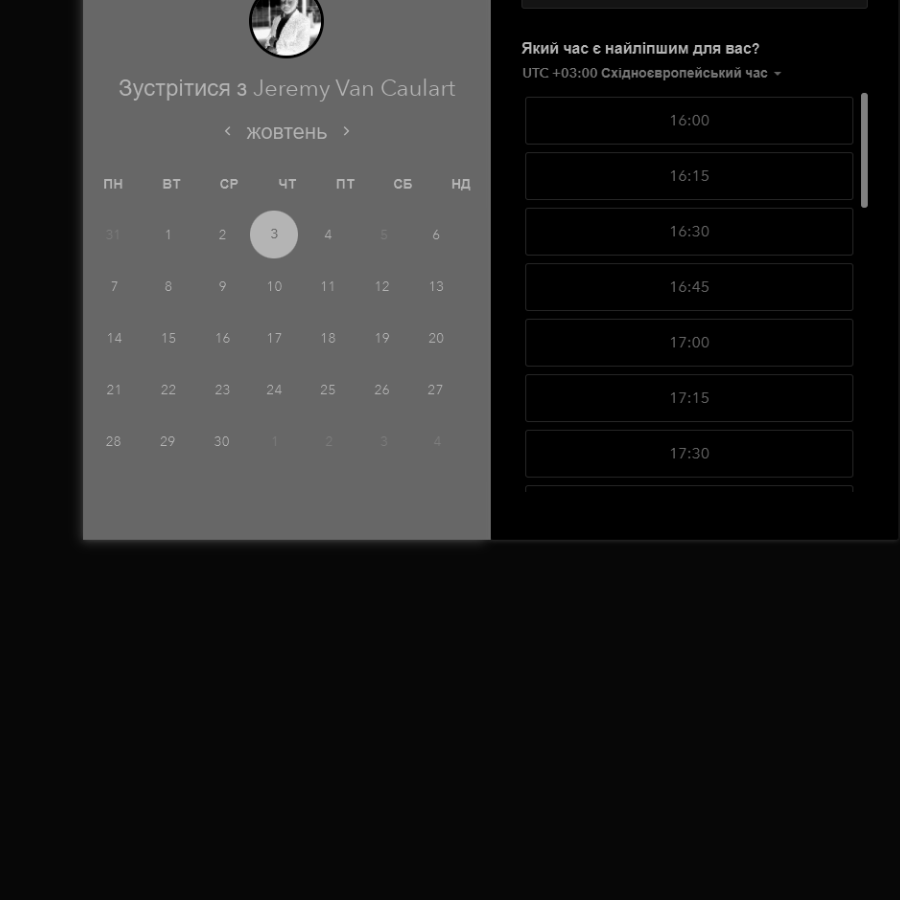 Зустрітися з Jeremy Van Caulart
‹ жовтень ›
ПН ВТ СР ЧТ ПТ СБ НД
31 1 2 3 4 5 6
7 8 9 10 11 12 13
14 15 16 17 18 19 20
21 22 23 24 25 26 27
28 29 30 1 2 3 4
Який час є найліпшим для вас?
UTC +03:00 Східноєвропейський час
16:00
16:15
16:30
16:45
17:00
17:15
17:30